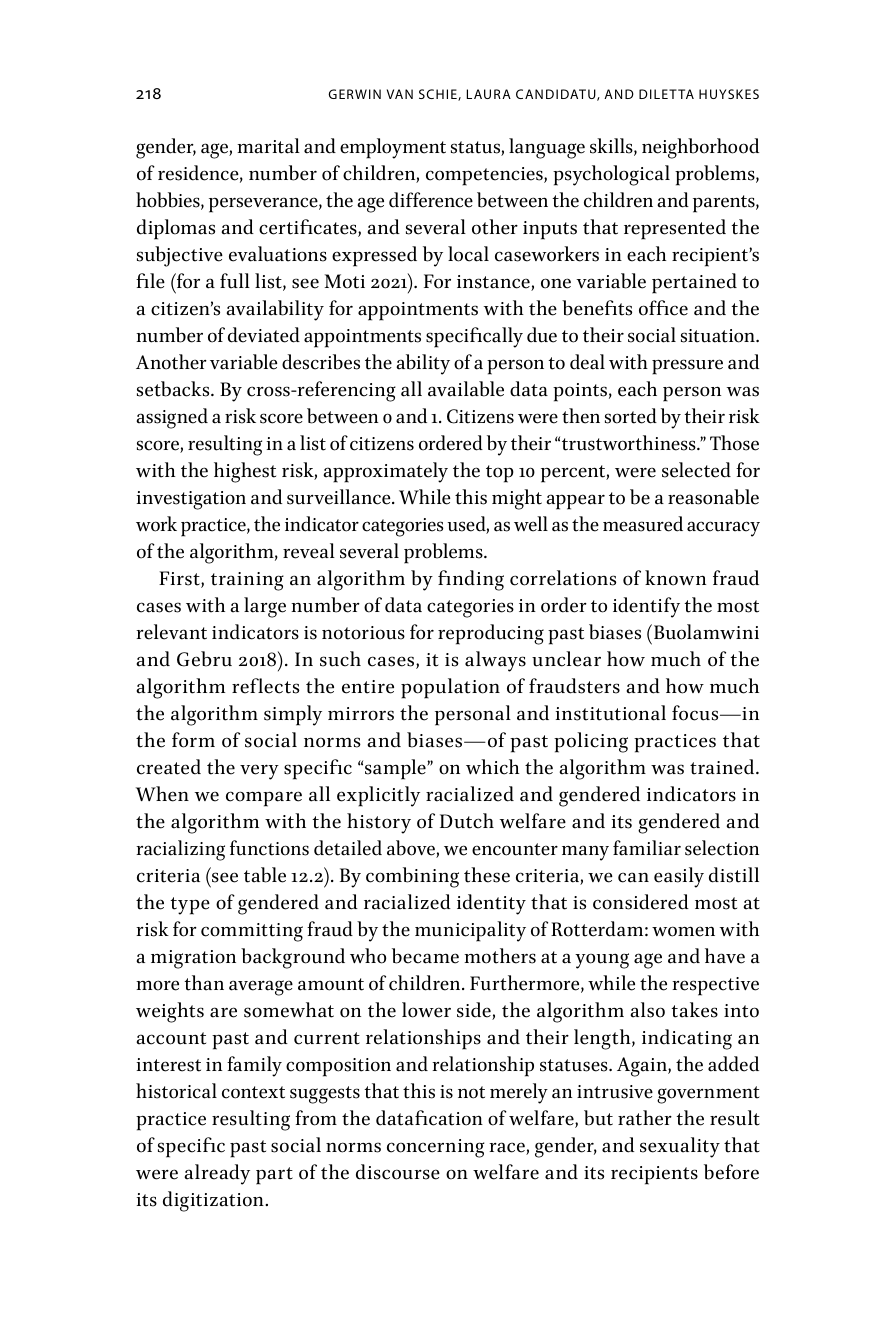 218
GERWIN VAN SCHIE, LAURA CANDIDATU, AND DILETTA HUYSKES
gender, age, marital and employment status, language skills, neighborhood
of residence, number of children, competencies, psychological problems,
hobbies, perseverance, the age difference between the children and parents,
diplomas and certificates, and several other inputs that represented the
subjective evaluations expressed by local caseworkers in each recipient’s
file (for a full list, see Moti 2021). For instance, one variable pertained to
a citizen’s availability for appointments with the benefits office and the
number of deviated appointments specifically due to their social situation.
Another variable describes the ability of a person to deal with pressure and
setbacks. By cross-referencing all available data points, each person was
assigned a risk score between 0 and 1. Citizens were then sorted by their risk
score, resulting in a list of citizens ordered by their “trustworthiness.” Those
with the highest risk, approximately the top 10 percent, were selected for
investigation and surveillance. While this might appear to be a reasonable
work practice, the indicator categories used, as well as the measured accuracy
of the algorithm, reveal several problems.
First, training an algorithm by finding correlations of known fraud
cases with a large number of data categories in order to identify the most
relevant indicators is notorious for reproducing past biases (Buolamwini
and Gebru 2018). In such cases, it is always unclear how much of the
algorithm reflects the entire population of fraudsters and how much
the algorithm simply mirrors the personal and institutional focus—in
the form of social norms and biases—of past policing practices that
created the very specific “sample” on which the algorithm was trained.
When we compare all explicitly racialized and gendered indicators in
the algorithm with the history of Dutch welfare and its gendered and
racializing functions detailed above, we encounter many familiar selection
criteria (see table 12.2). By combining these criteria, we can easily distill
the type of gendered and racialized identity that is considered most at
risk for committing fraud by the municipality of Rotterdam: women with
a migration background who became mothers at a young age and have a
more than average amount of children. Furthermore, while the respective
weights are somewhat on the lower side, the algorithm also takes into
account past and current relationships and their length, indicating an
interest in family composition and relationship statuses. Again, the added
historical context suggests that this is not merely an intrusive government
practice resulting from the datafication of welfare, but rather the result
of specific past social norms concerning race, gender, and sexuality that
were already part of the discourse on welfare and its recipients before
its digitization.